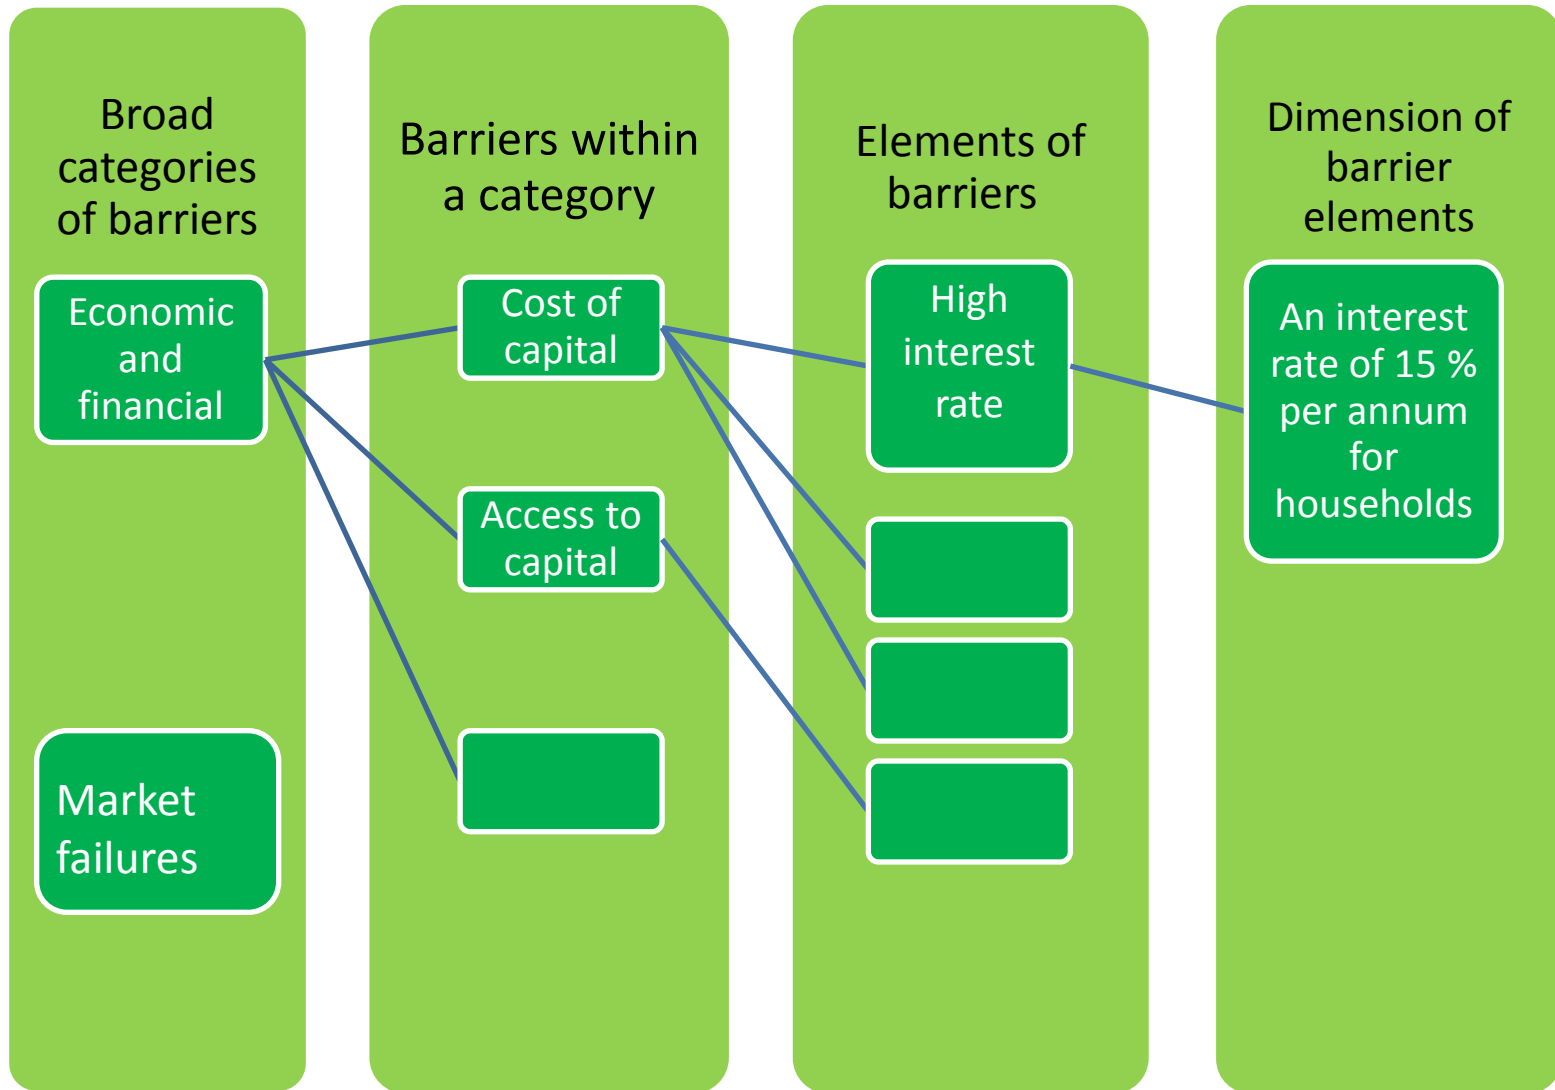 Broad
categories
of barriers
Economic
and
financial
Market
failures
Barriers within
a category
Cost of
capital
Access to
capital
Elements of
barriers
High
interest
rate
Dimension of
barrier
elements
An interest
rate of 15 %
per annum
for
households